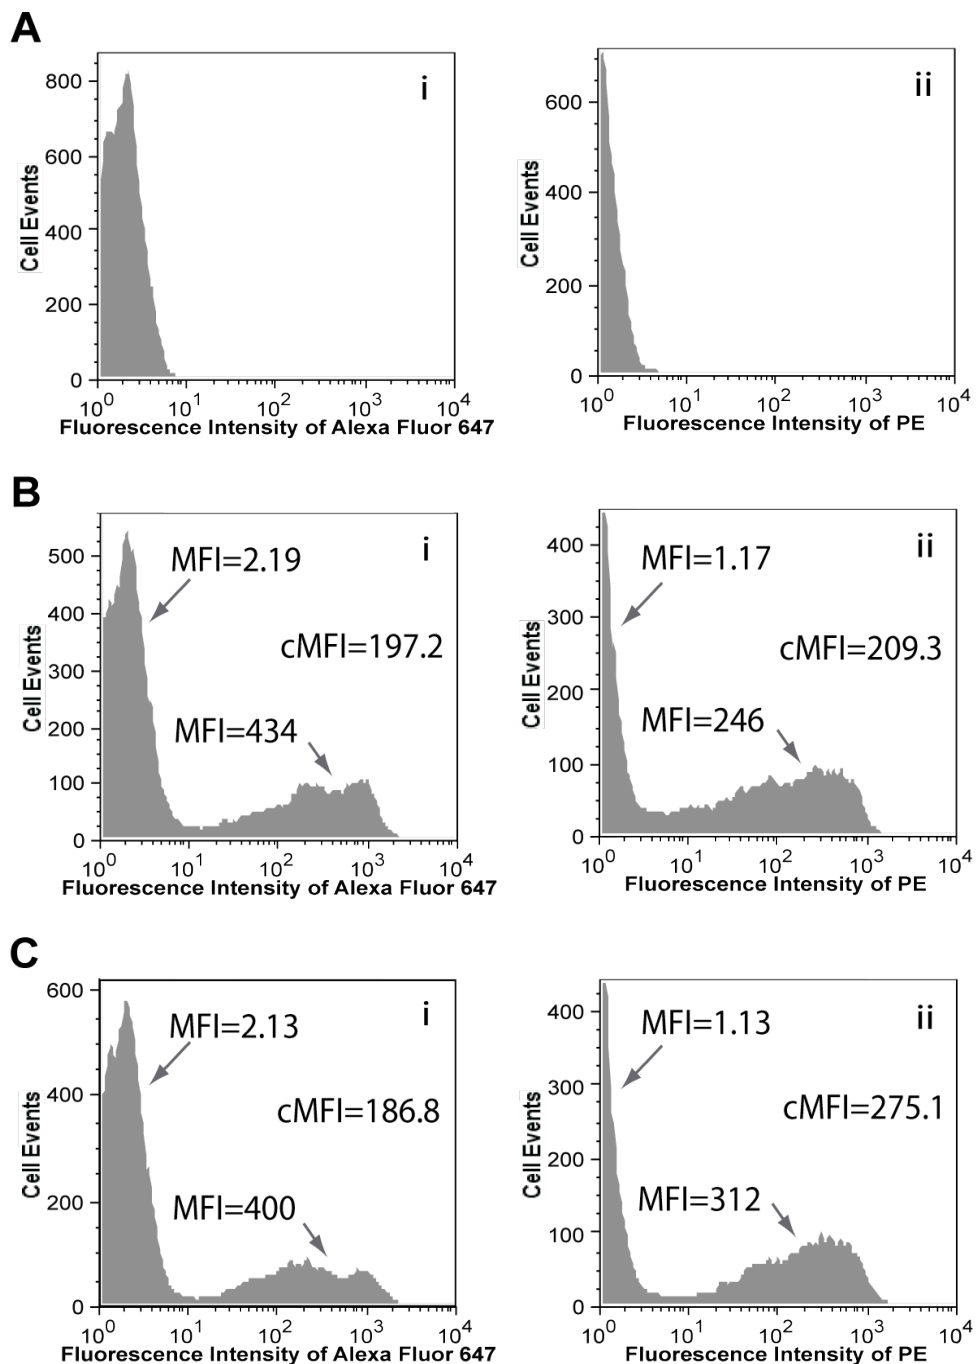 A
i
800
600
400
200
0
Cell Events
10^0 10^1 10^2 10^3 10^4
Fluorescence Intensity of Alexa Fluor 647
ii
600
400
200
0
Cell Events
10^0 10^1 10^2 10^3 10^4
Fluorescence Intensity of PE
B
i
500
400
300
200
100
0
Cell Events
MFI=2.19
cMFI=197.2
MFI=434
10^0 10^1 10^2 10^3 10^4
Fluorescence Intensity of Alexa Fluor 647
ii
400
300
200
100
0
Cell Events
MFI=1.17
cMFI=209.3
MFI=246
10^0 10^1 10^2 10^3 10^4
Fluorescence Intensity of PE
C
i
600
400
200
0
Cell Events
MFI=2.13
cMFI=186.8
MFI=400
10^0 10^1 10^2 10^3 10^4
Fluorescence Intensity of Alexa Fluor 647
ii
400
300
200
100
0
Cell Events
MFI=1.13
cMFI=275.1
MFI=312
10^0 10^1 10^2 10^3 10^4
Fluorescence Intensity of PE